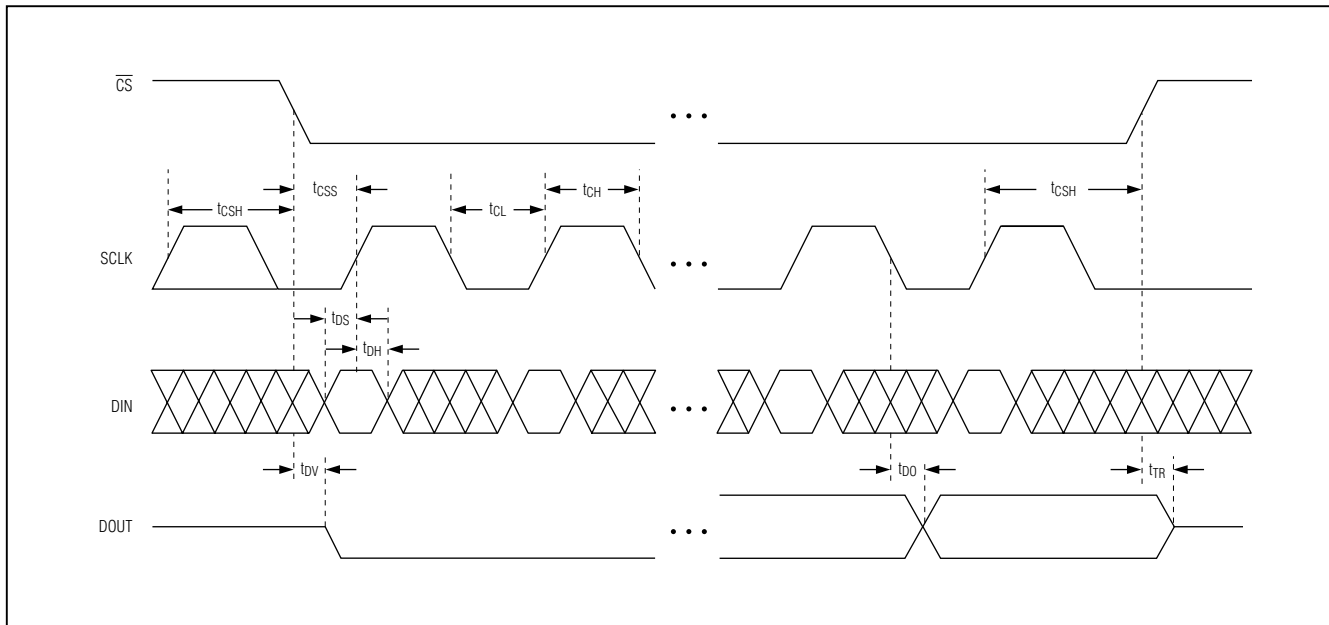 CS
• • •
tCSS
tCH
tCSH
tCL
tCSH
SCLK
• • •
tDS
tDH
DIN
• • •
tDV
tDO
tTR
DOUT
• • •